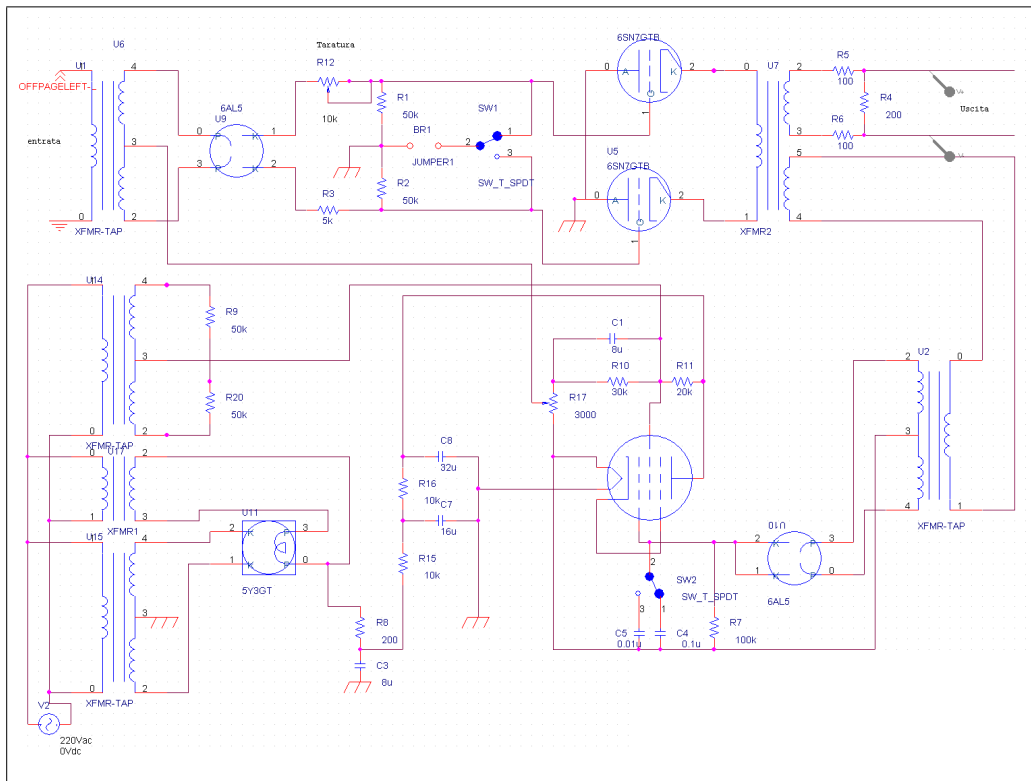 U6
UI1
OFFPAGELEFT-L
entrata
0
4
3
2
XFMR-TAP
6AL5
U9
0
P
K
1
3
P
K
2
Taratura
R12
10k
R1
50k
BR1
JUMPER1
R2
50k
R3
5k
SW1
2
1
3
SW_T_SPDT
6SN7GTB
0
A
K
2
1
U5
6SN7GTB
0
A
K
2
1
U7
0
2
3
5
1
4
XFMR2
R5
100
R4
200
R6
100
V+
V-
Uscita
UI14
4
3
0
2
XFMR-TAP
R9
50k
R20
50k
U17
0
2
1
3
XFMR1
UI15
0
4
3
0
2
XFMR-TAP
V2
220Vac
0Vdc
U11
2
K
P
3
1
K
P
0
5Y3GT
R8
200
C3
8u
C8
32u
R16
10k
C7
16u
R15
10k
C1
8u
R10
30k
R11
20k
R17
3000
2
SW2
SW_T_SPDT
3
1
C5
0.01u
C4
0.1u
R7
100k
U10
2
K
P
3
1
K
P
0
6AL5
U2
2
0
3
4
1
XFMR-TAP